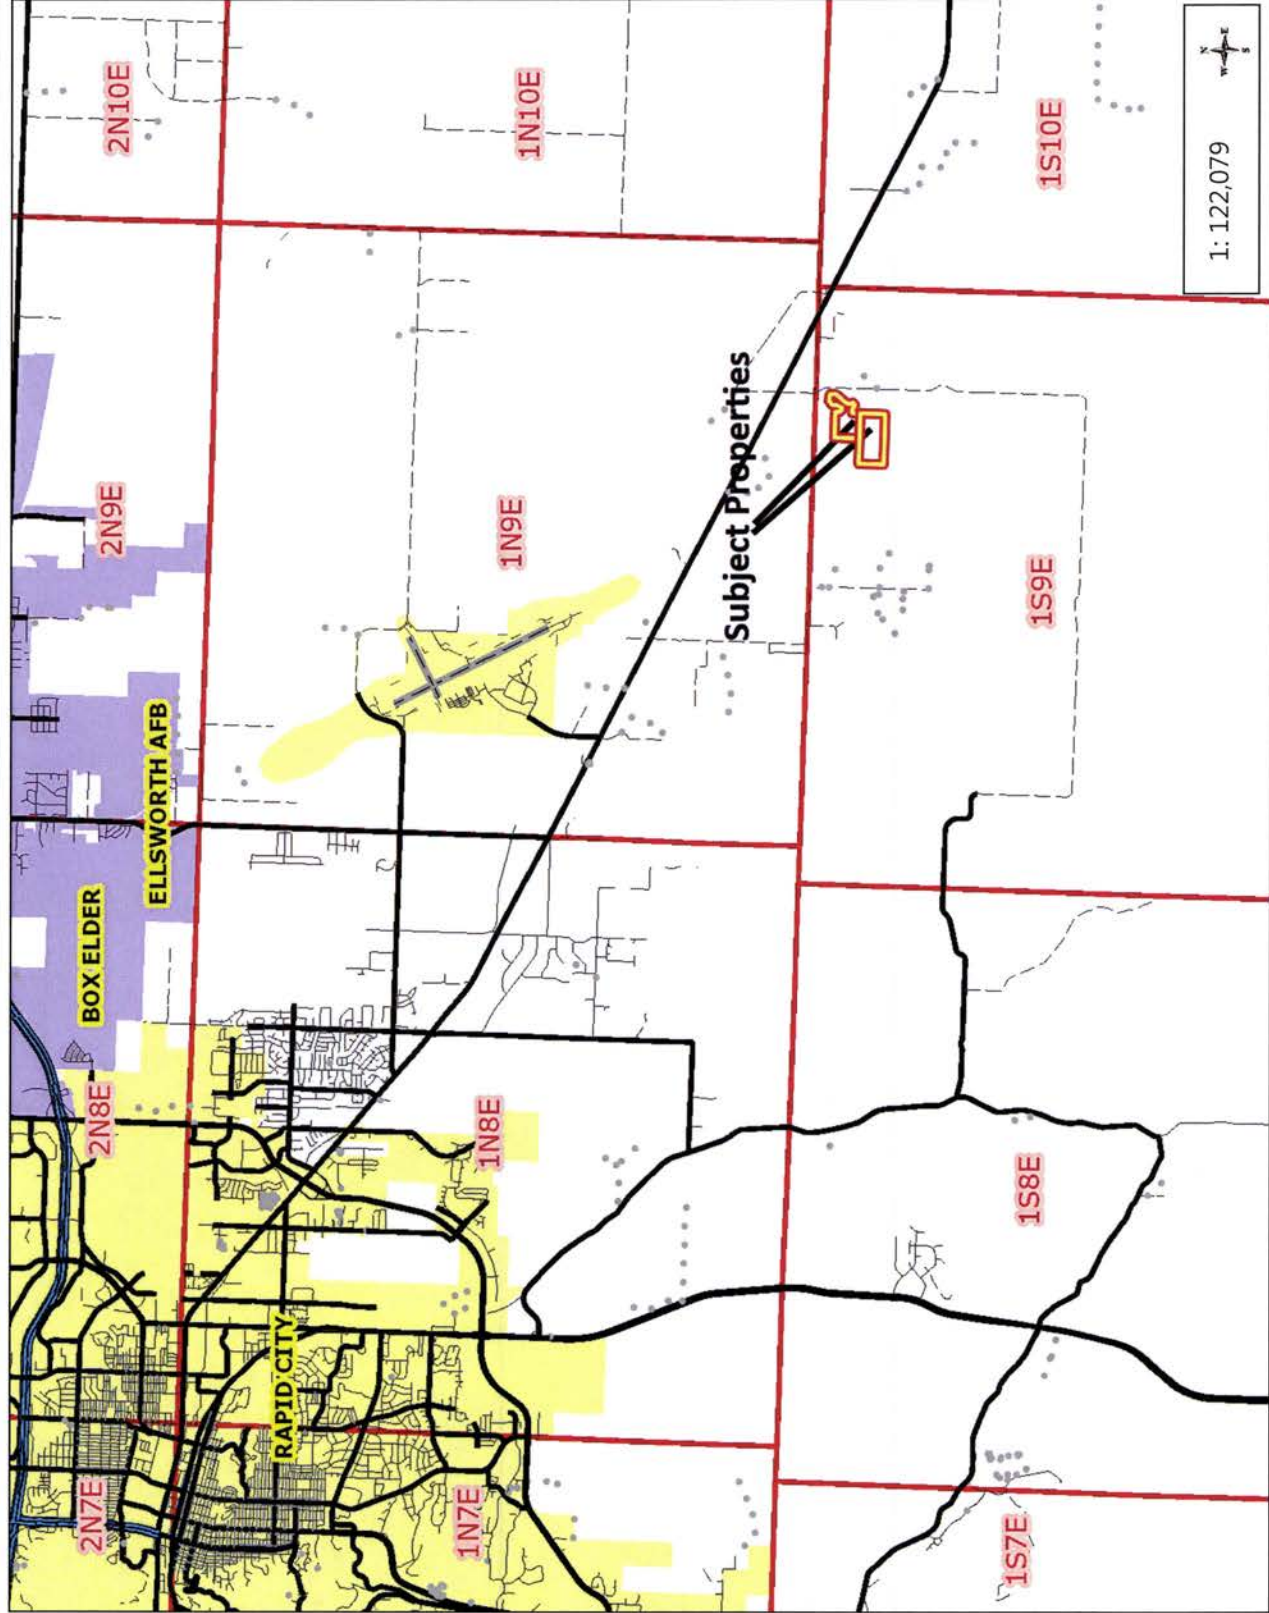 2N7E
2N8E
BOX ELDER
ELLSWORTH AFB
2N9E
2N10E
RAPID CITY
1N7E
1N8E
1N9E
1N10E
Subject Properties
1S7E
1S8E
1S9E
1S10E
N
W E
S
1: 122,079